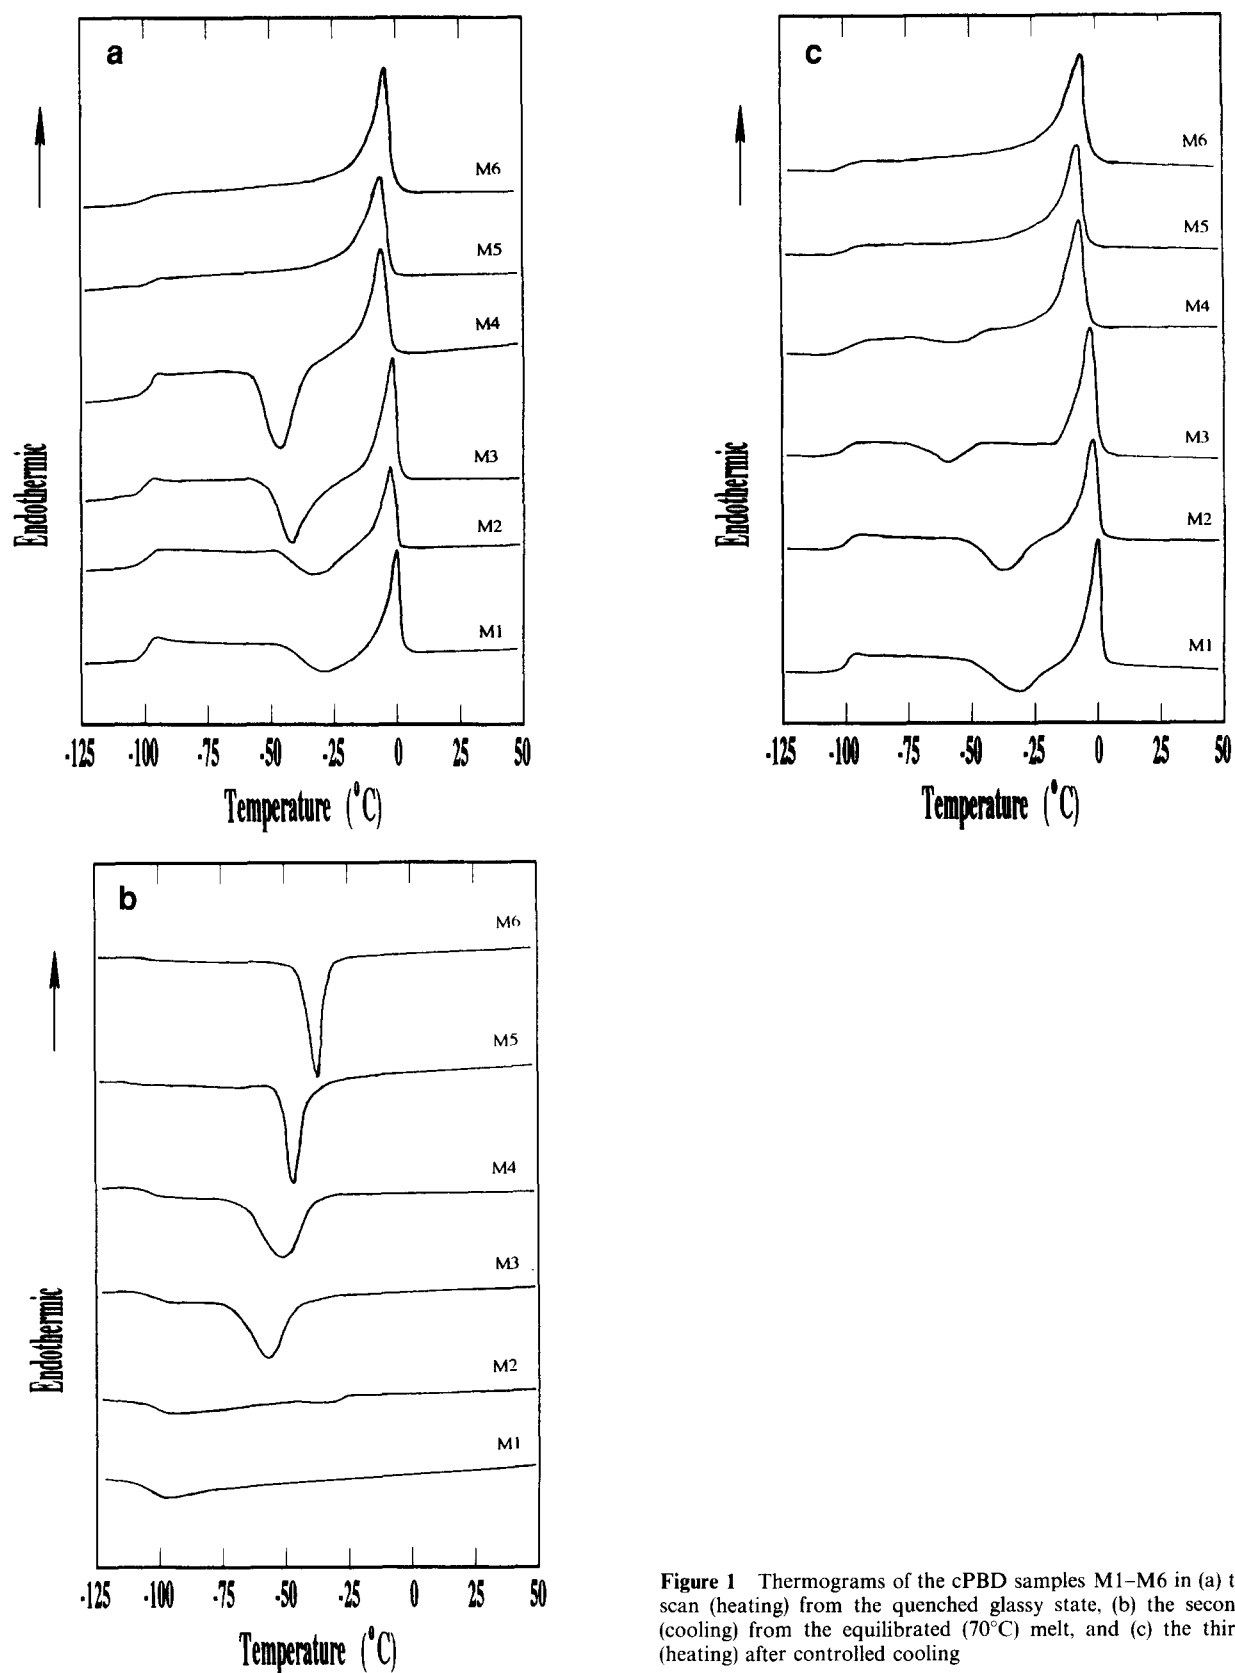 a
M6
M5
M4
M3
M2
M1
Endothermic
-125 -100 -75 -50 -25 0 25 50
Temperature (°C)
c
M6
M5
M4
M3
M2
M1
Endothermic
-125 -100 -75 -50 -25 0 25 50
Temperature (°C)
b
M6
M5
M4
M3
M2
M1
Endothermic
-125 -100 -75 -50 -25 0 25 50
Temperature (°C)
Figure 1 Thermograms of the cPBD samples M1–M6 in (a) t
scan (heating) from the quenched glassy state, (b) the secon
(cooling) from the equilibrated (70°C) melt, and (c) the thir
(heating) after controlled cooling